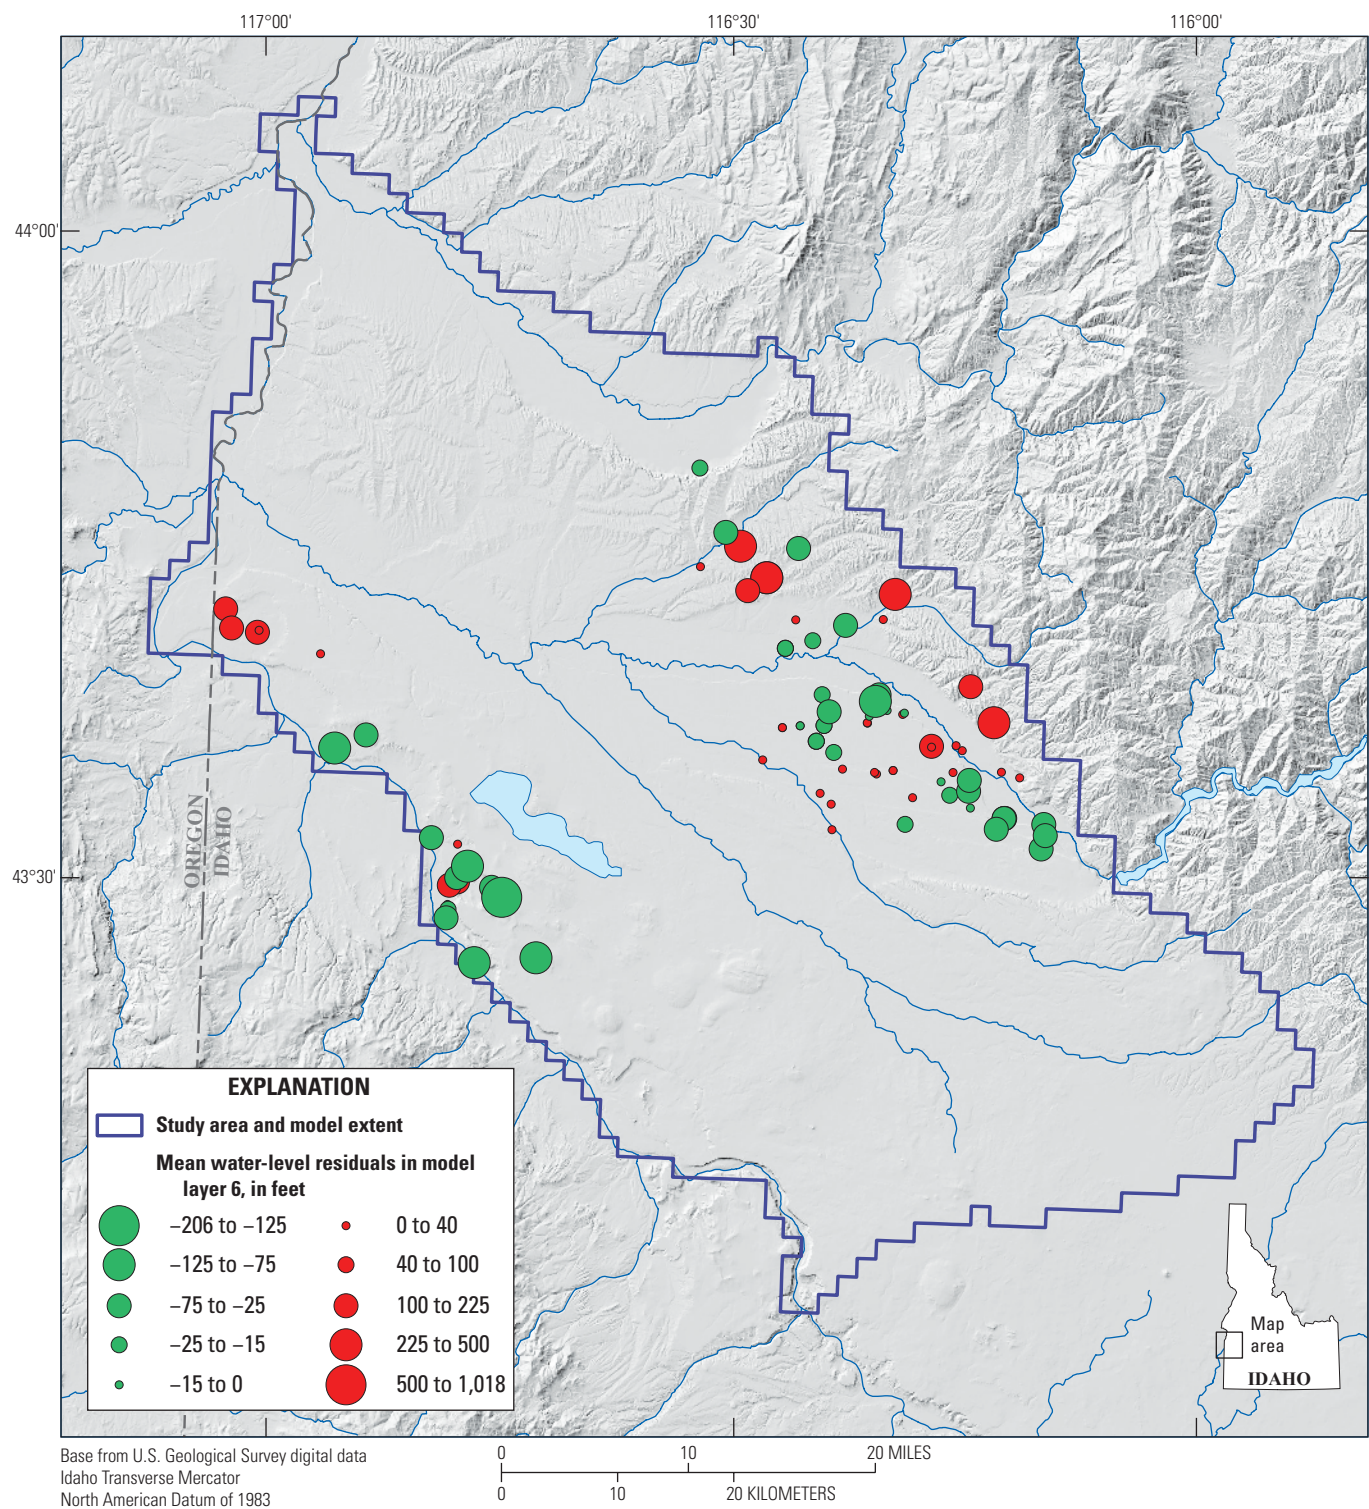 117°00'
116°30'
116°00'
44°00'
43°30'
OREGON
IDAHO
EXPLANATION
Study area and model extent
Mean water-level residuals in model
layer 6, in feet
−206 to −125
0 to 40
−125 to −75
40 to 100
−75 to −25
100 to 225
−25 to −15
225 to 500
−15 to 0
500 to 1,018
Map
area
IDAHO
Base from U.S. Geological Survey digital data
Idaho Transverse Mercator
North American Datum of 1983
0 10 20 MILES
0 10 20 KILOMETERS